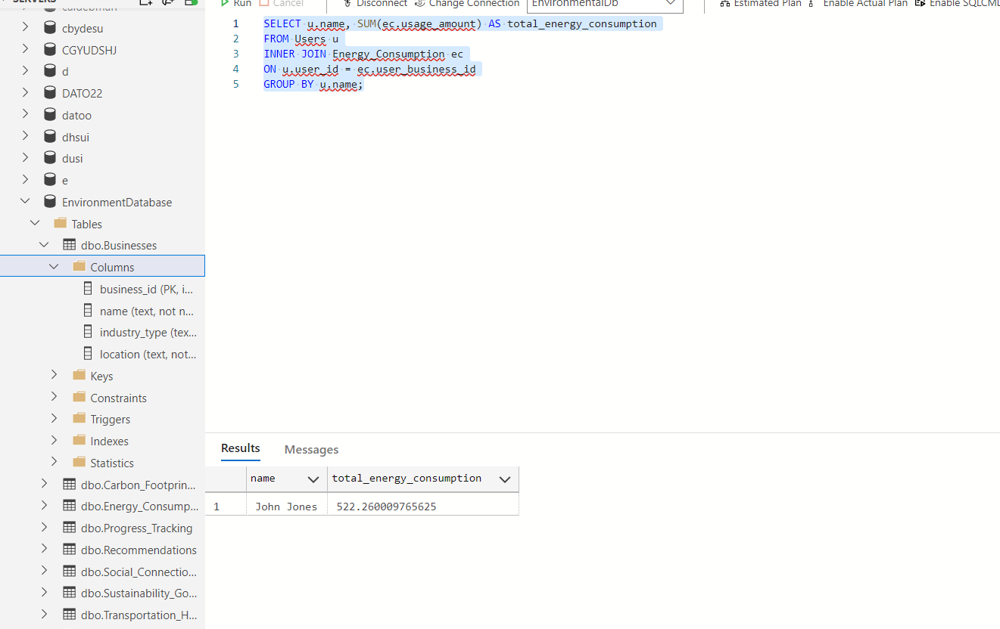 SERVERS
Run Cancel Disconnect Change Connection EnvironmentalDb Estimated Plan Enable Actual Plan Enable SQLCMD
cbydesu
CGYUDSHJ
d
DATO22
datoo
dhsui
dusi
e
EnvironmentDatabase
Tables
dbo.Businesses
Columns
business_id (PK, i...
name (text, not n...
industry_type (tex...
location (text, not...
Keys
Constraints
Triggers
Indexes
Statistics
dbo.Carbon_Footprin...
dbo.Energy_Consump...
dbo.Progress_Tracking
dbo.Recommendations
dbo.Social_Connectio...
dbo.Sustainability_Go...
dbo.Transportation_H...
1 SELECT u.name, SUM(ec.usage_amount) AS total_energy_consumption
2 FROM Users u
3 INNER JOIN Energy_Consumption ec
4 ON u.user_id = ec.user_business_id
5 GROUP BY u.name;
Results Messages
name total_energy_consumption
1 John Jones 522.260009765625